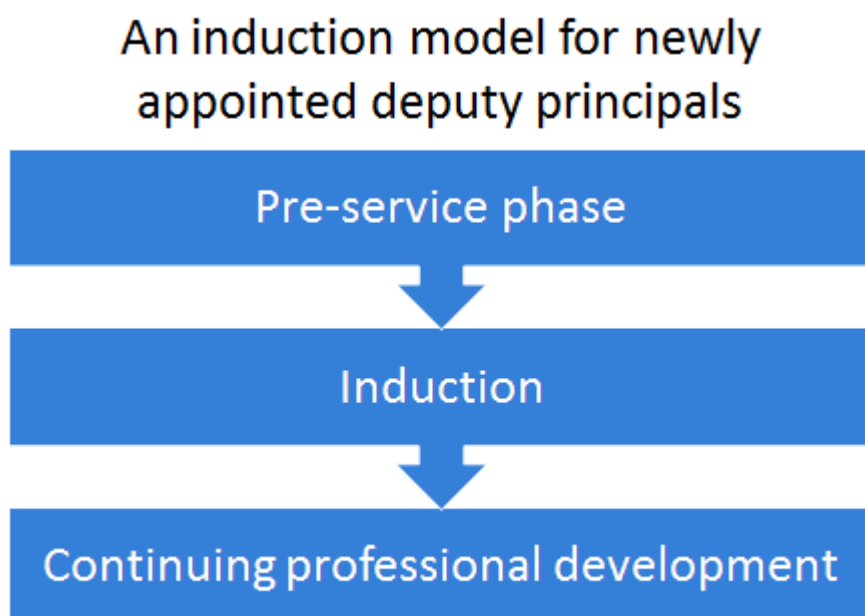 An induction model for newly
appointed deputy principals
Pre-service phase
Induction
Continuing professional development